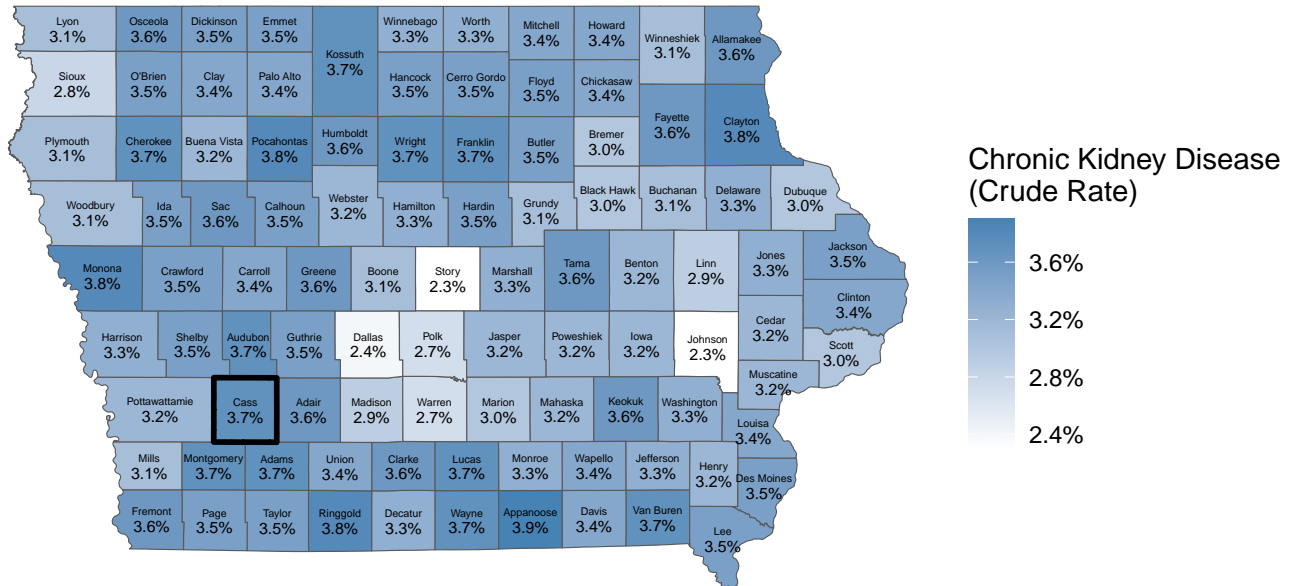 Lyon
3.1%
Osceola
3.6%
Dickinson
3.5%
Emmet
3.5%
Kossuth
3.7%
Winnebago
3.3%
Worth
3.3%
Mitchell
3.4%
Howard
3.4%
Winneshiek
3.1%
Allamakee
3.6%
Sioux
2.8%
O'Brien
3.5%
Clay
3.4%
Palo Alto
3.4%
Hancock
3.5%
Cerro Gordo
3.5%
Floyd
3.5%
Chickasaw
3.4%
Plymouth
3.1%
Cherokee
3.7%
Buena Vista
3.2%
Pocahontas
3.8%
Humboldt
3.6%
Wright
3.7%
Franklin
3.7%
Butler
3.5%
Bremer
3.0%
Fayette
3.6%
Clayton
3.8%
Woodbury
3.1%
Ida
3.5%
Sac
3.6%
Calhoun
3.5%
Webster
3.2%
Hamilton
3.3%
Hardin
3.5%
Grundy
3.1%
Black Hawk
3.0%
Buchanan
3.1%
Delaware
3.3%
Dubuque
3.0%
Monona
3.8%
Crawford
3.5%
Carroll
3.4%
Greene
3.6%
Boone
3.1%
Story
2.3%
Marshall
3.3%
Tama
3.6%
Benton
3.2%
Linn
2.9%
Jones
3.3%
Jackson
3.5%
Clinton
3.4%
Harrison
3.3%
Shelby
3.5%
Audubon
3.7%
Guthrie
3.5%
Dallas
2.4%
Polk
2.7%
Jasper
3.2%
Poweshiek
3.2%
Iowa
3.2%
Johnson
2.3%
Cedar
3.2%
Scott
3.0%
Muscatine
3.2%
Pottawattamie
3.2%
Cass
3.7%
Adair
3.6%
Madison
2.9%
Warren
2.7%
Marion
3.0%
Mahaska
3.2%
Keokuk
3.6%
Washington
3.3%
Louisa
3.4%
Mills
3.1%
Montgomery
3.7%
Adams
3.7%
Union
3.4%
Clarke
3.6%
Lucas
3.7%
Monroe
3.3%
Wapello
3.4%
Jefferson
3.3%
Henry
3.2%
Des Moines
3.5%
Fremont
3.6%
Page
3.5%
Taylor
3.5%
Ringgold
3.8%
Decatur
3.3%
Wayne
3.7%
Appanoose
3.9%
Davis
3.4%
Van Buren
3.7%
Lee
3.5%
Chronic Kidney Disease
(Crude Rate)
3.6%
3.2%
2.8%
2.4%